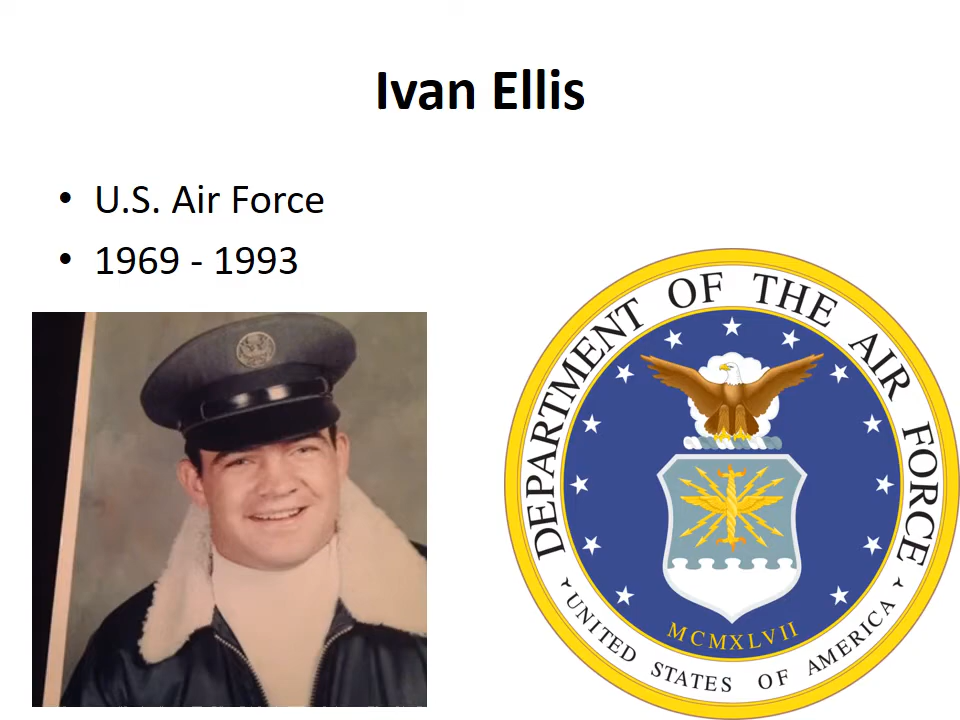 Ivan Ellis
• U.S. Air Force
• 1969 - 1993
DEPARTMENT OF THE AIR FORCE
MCMXLVII
UNITED STATES OF AMERICA